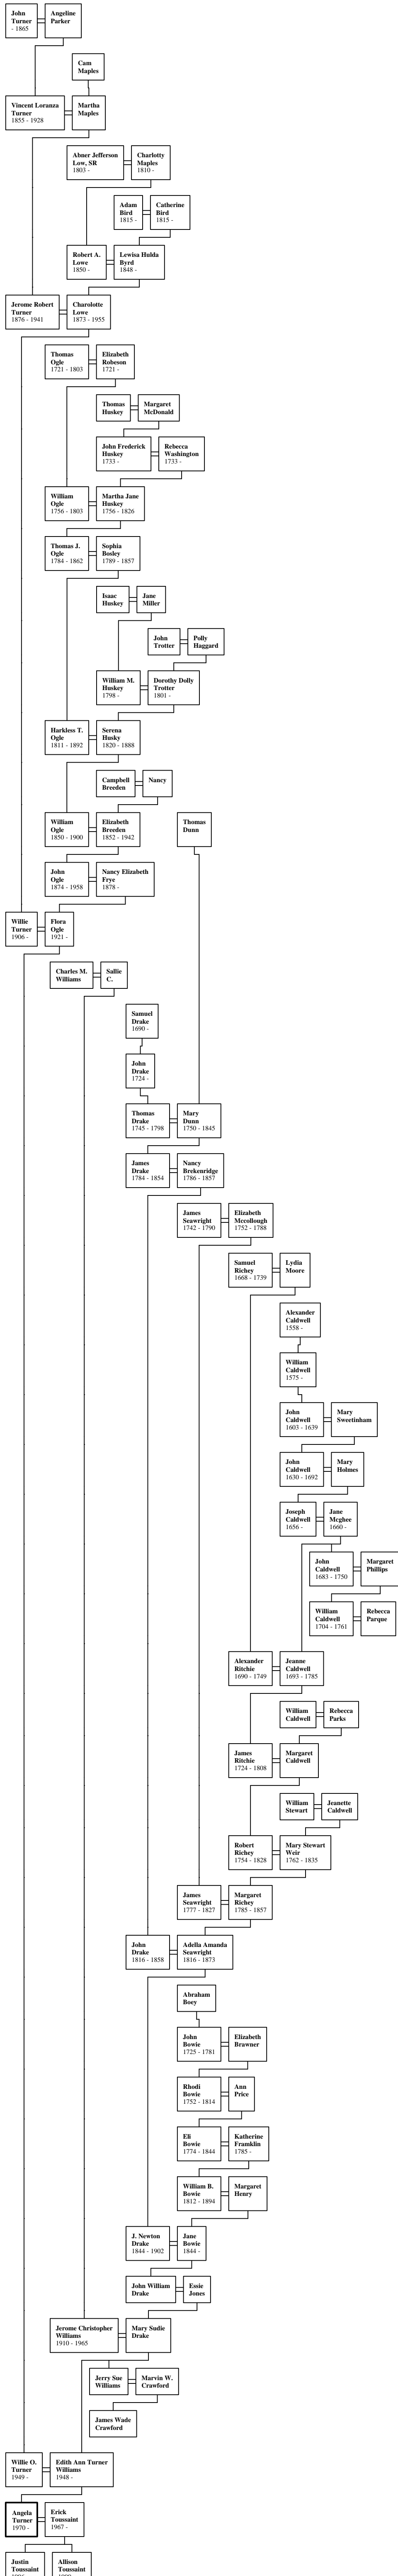 John
Turner
- 1865
Angeline
Parker
Cam
Maples
Vincent Loranza
Turner
1855 - 1928
Martha
Maples
Abner Jefferson
Low, SR
1803 -
Charlotty
Maples
1810 -
Adam
Bird
1815 -
Catherine
Bird
1815 -
Robert A.
Lowe
1850 -
Lewisa Hulda
Byrd
1848 -
Jerome Robert
Turner
1876 - 1941
Charolotte
Lowe
1873 - 1955
Thomas
Ogle
1721 - 1803
Elizabeth
Robeson
1721 -
Thomas
Huskey
Margaret
McDonald
John Frederick
Huskey
1733 -
Rebecca
Washington
1733 -
William
Ogle
1756 - 1803
Martha Jane
Huskey
1756 - 1826
Thomas J.
Ogle
1784 - 1862
Sophia
Bosley
1789 - 1857
Isaac
Huskey
Jane
Miller
John
Trotter
Polly
Haggard
William M.
Huskey
1798 -
Dorothy Dolly
Trotter
1801 -
Harkless T.
Ogle
1811 - 1892
Serena
Husky
1820 - 1888
Campbell
Breeden
Nancy
William
Ogle
1850 - 1900
Elizabeth
Breeden
1852 - 1942
Thomas
Dunn
John
Ogle
1874 - 1958
Nancy Elizabeth
Frye
1878 -
Willie
Turner
1906 -
Flora
Ogle
1921 -
Charles M.
Williams
Sallie
C.
Samuel
Drake
1690 -
John
Drake
1724 -
Thomas
Drake
1745 - 1798
Mary
Dunn
1750 - 1845
James
Drake
1784 - 1854
Nancy
Brekenridge
1786 - 1857
James
Seawright
1742 - 1790
Elizabeth
Mccollough
1752 - 1788
Samuel
Richey
1668 - 1739
Lydia
Moore
Alexander
Caldwell
1558 -
William
Caldwell
1575 -
John
Caldwell
1603 - 1639
Mary
Sweetinham
John
Caldwell
1630 - 1692
Mary
Holmes
Joseph
Caldwell
1656 -
Jane
Mcghee
1660 -
John
Caldwell
1683 - 1750
Margaret
Phillips
William
Caldwell
1704 - 1761
Rebecca
Parque
Alexander
Ritchie
1690 - 1749
Jeanne
Caldwell
1693 - 1785
William
Caldwell
Rebecca
Parks
James
Ritchie
1724 - 1808
Margaret
Caldwell
William
Stewart
Jeanette
Caldwell
Robert
Richey
1754 - 1828
Mary Stewart
Weir
1762 - 1835
James
Seawright
1777 - 1827
Margaret
Richey
1785 - 1857
John
Drake
1816 - 1858
Adella Amanda
Seawright
1816 - 1873
Abraham
Boey
John
Bowie
1725 - 1781
Elizabeth
Brawner
Rhodi
Bowie
1752 - 1814
Ann
Price
Eli
Bowie
1774 - 1844
Katherine
Framklin
1785 -
William B.
Bowie
1812 - 1894
Margaret
Henry
J. Newton
Drake
1844 - 1902
Jane
Bowie
1844 -
John William
Drake
Essie
Jones
Jerome Christopher
Williams
1910 - 1965
Mary Sudie
Drake
Jerry Sue
Williams
Marvin W.
Crawford
James Wade
Crawford
Willie O.
Turner
1949 -
Edith Ann Turner
Williams
1948 -
Angela
Turner
1970 -
Erick
Toussaint
1967 -
Justin
Toussaint
Allison
Toussaint